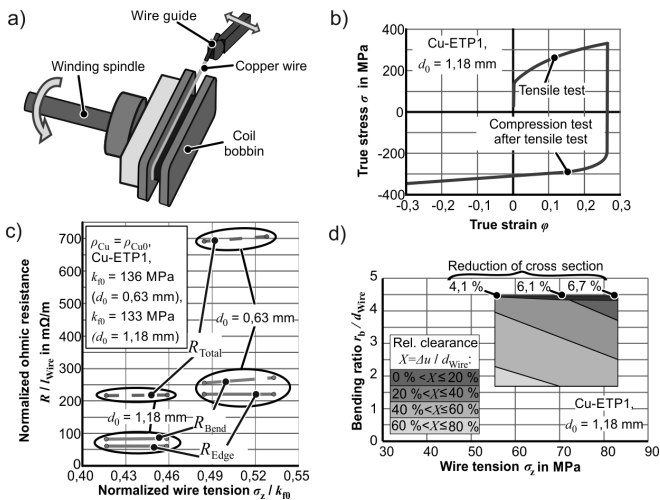 a)
Wire guide
Copper wire
Winding spindle
Coil
bobbin
b)
True stress σ in MPa
400
200
0
-200
-400
Cu-ETP1,
d0 = 1,18 mm
Tensile test
Compression test
after tensile test
-0,3 -0,2 -0,1 0 0,1 0,2 0,3
True strain φ
c)
Normalized ohmic resistance
R / lWire in mΩ/m
700
600
500
400
300
200
100
0
ρCu = ρCu0,
Cu-ETP1,
kf0 = 136 MPa
(d0 = 0,63 mm),
kf0 = 133 MPa
(d0 = 1,18 mm)
d0 = 0,63 mm
RTotal
d0 = 1,18 mm
RBend
REdge
0,40 0,43 0,46 0,49 0,52 0,55
Normalized wire tension σz / kf0
d)
Reduction of cross section
4,1 % 6,1 % 6,7 %
Bending ratio rb / dWire
5
4
3
2
1
0
Rel. clearance
X=Δu / dWire:
0 %<X≤ 20 %
20 %<X≤ 40 %
40 %<X≤ 60 %
60 %<X≤ 80 %
Cu-ETP1,
d0 = 1,18 mm
30 40 50 60 70 80 90
Wire tension σz in MPa